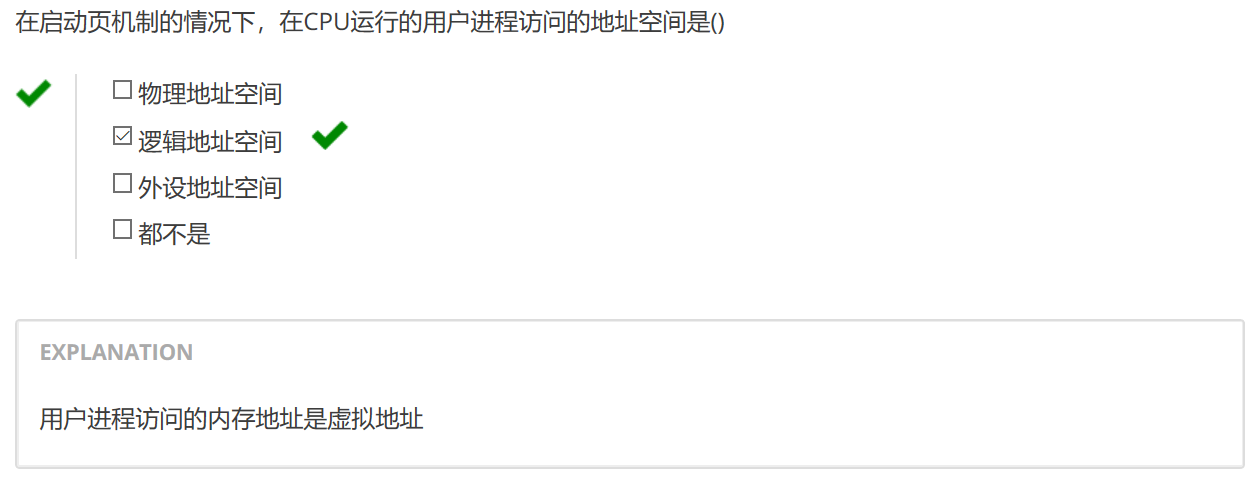 在启动页机制的情况下，在CPU运行的用户进程访问的地址空间是()
物理地址空间
逻辑地址空间
外设地址空间
都不是
EXPLANATION
用户进程访问的内存地址是虚拟地址